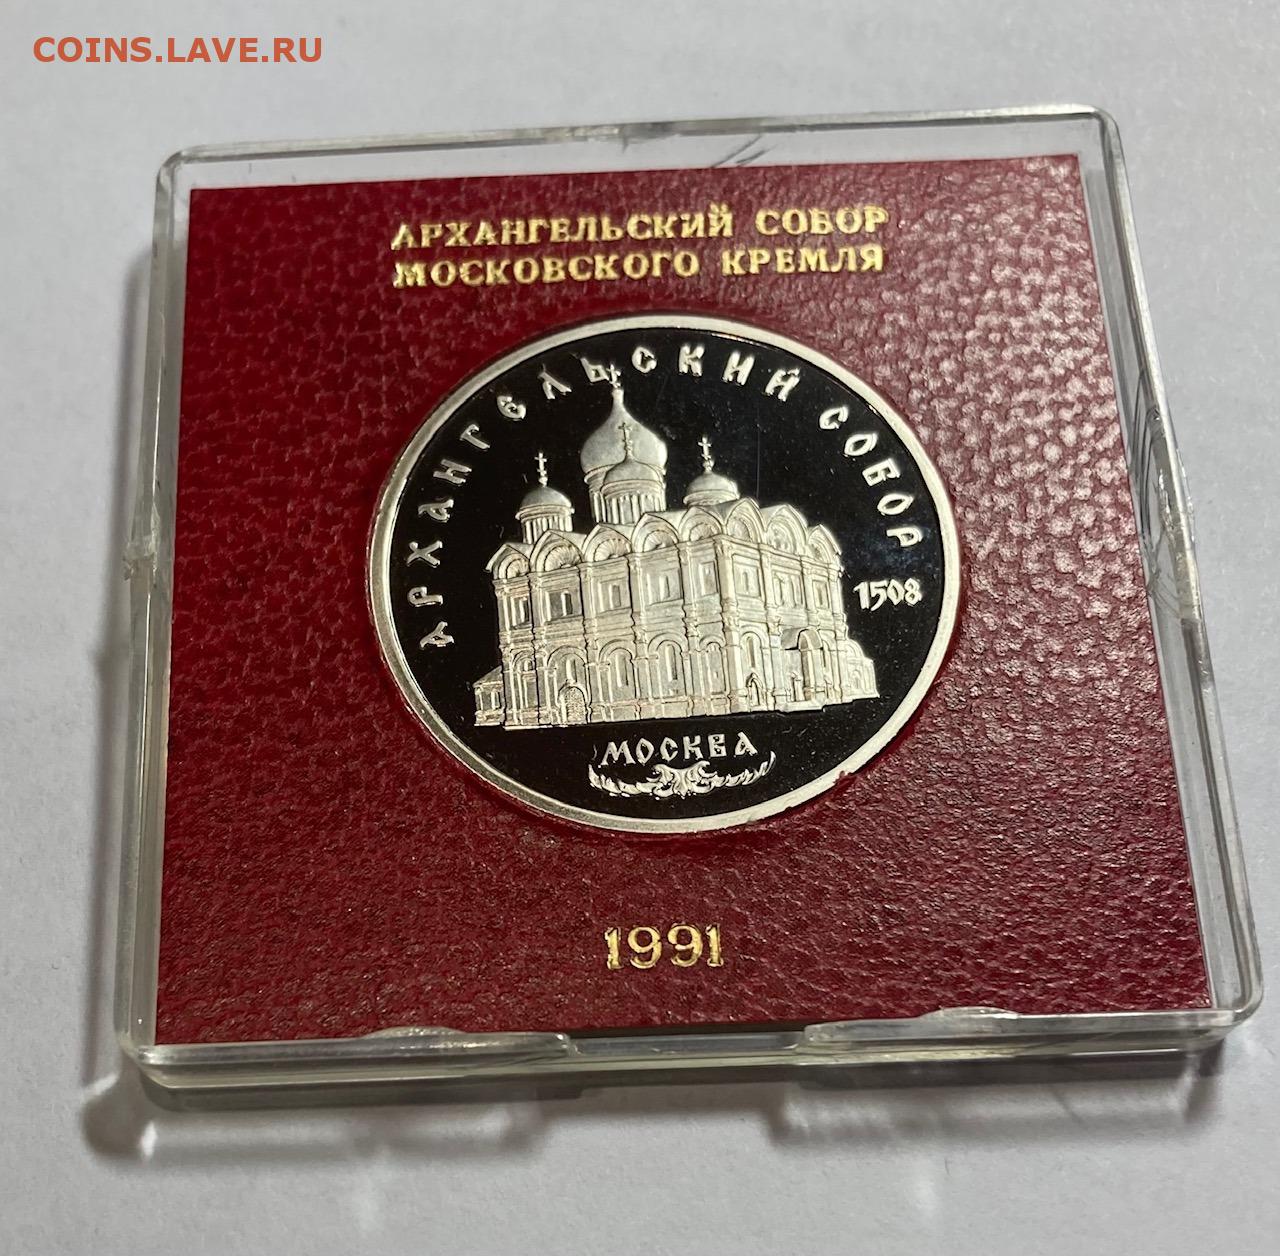 COINS.LAVE.RU
АРХАНГЕЛЬСКИЙ СОБОР
МОСКОВСКОГО КРЕМЛЯ
АРХАНГЕЛЬСКИЙ СОБОР
1508
МОСКВА
1991